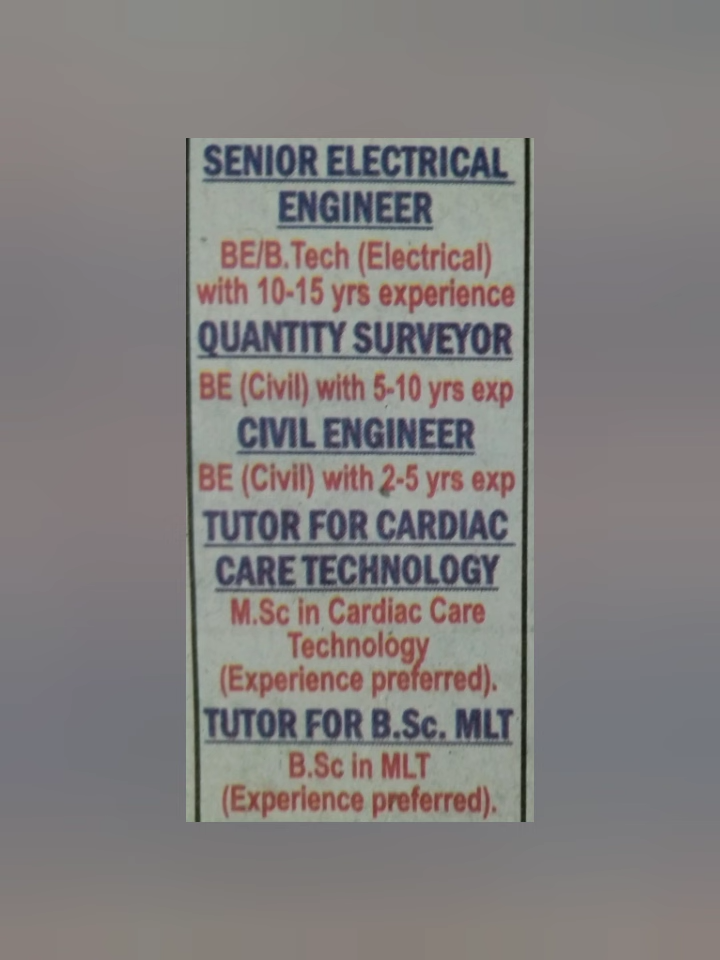 SENIOR ELECTRICAL
ENGINEER
BE/B.Tech (Electrical)
with 10-15 yrs experience
QUANTITY SURVEYOR
BE (Civil) with 5-10 yrs exp
CIVIL ENGINEER
BE (Civil) with 2-5 yrs exp
TUTOR FOR CARDIAC
CARE TECHNOLOGY
M.Sc in Cardiac Care
Technology
(Experience preferred).
TUTOR FOR B.Sc. MLT
B.Sc in MLT
(Experience preferred).